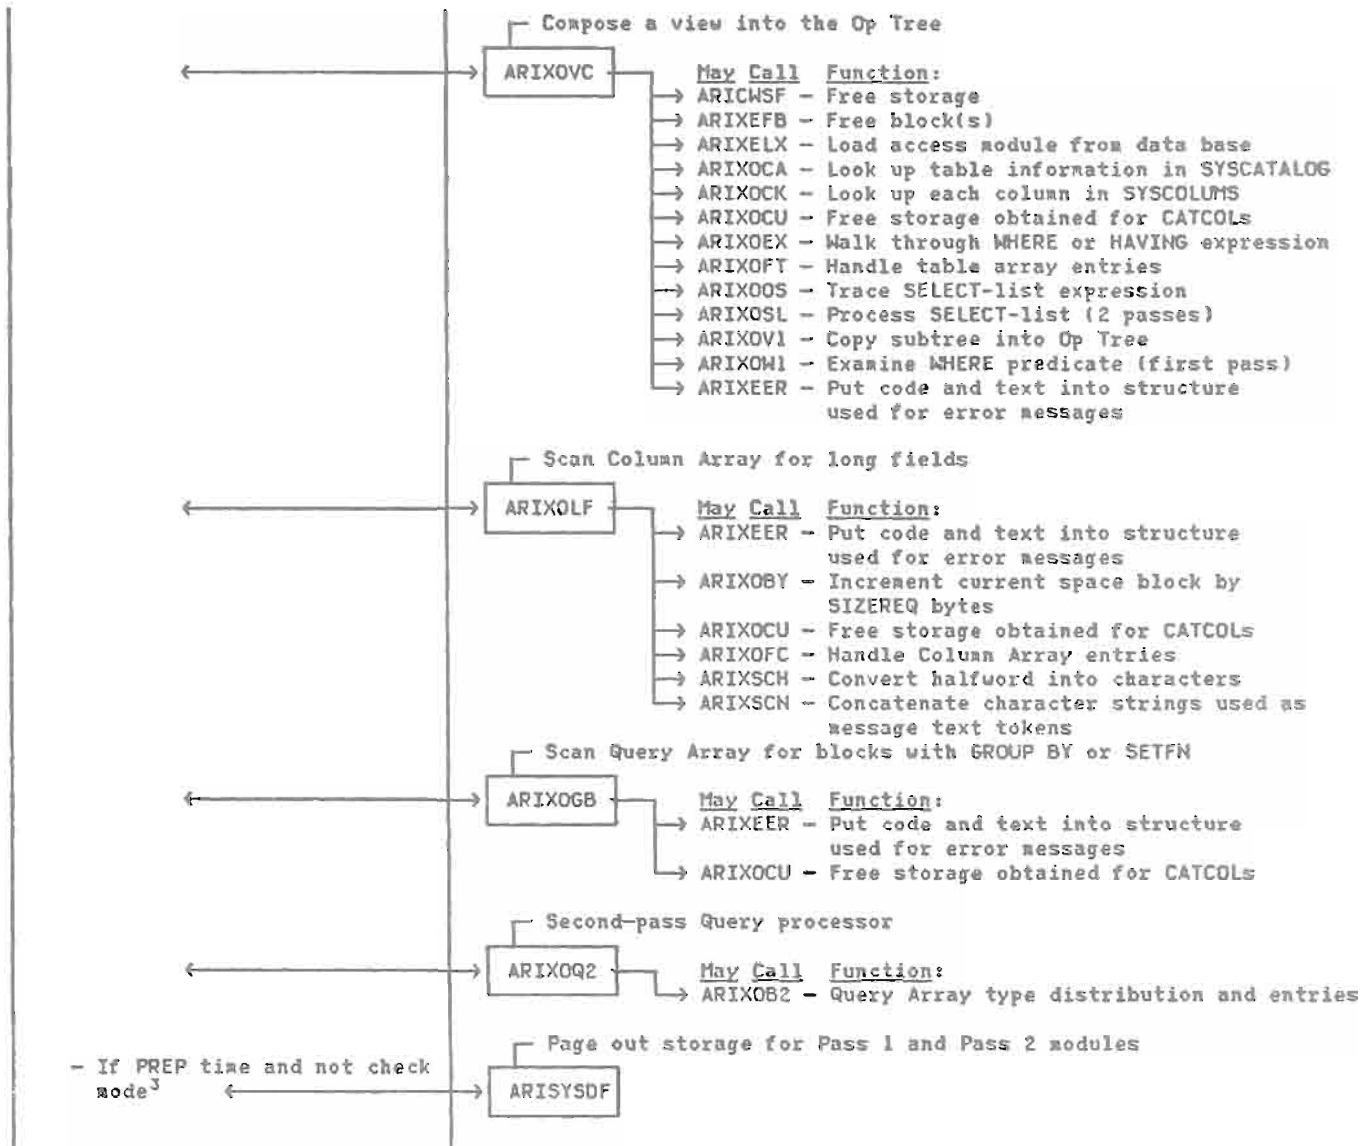 Compose a view into the Op Tree
ARIXOVC
May Call Function:
ARICWSF - Free storage
ARIXEFB - Free block(s)
ARIXELX - Load access module from data base
ARIXOCA - Look up table information in SYSCATALOG
ARIXOCK - Look up each column in SYSCOLUMS
ARIXOCU - Free storage obtained for CATCOLs
ARIXOEX - Walk through WHERE or HAVING expression
ARIXOFT - Handle table array entries
ARIXOOS - Trace SELECT-list expression
ARIXOSL - Process SELECT-list (2 passes)
ARIXOV1 - Copy subtree into Op Tree
ARIXOW1 - Examine WHERE predicate (first pass)
ARIXEER - Put code and text into structure
used for error messages
Scan Column Array for long fields
ARIXOLF
May Call Function:
ARIXEER - Put code and text into structure
used for error messages
ARIXOBY - Increment current space block by
SIZEREQ bytes
ARIXOCU - Free storage obtained for CATCOLs
ARIXOFC - Handle Column Array entries
ARIXSCH - Convert halfword into characters
ARIXSCN - Concatenate character strings used as
message text tokens
Scan Query Array for blocks with GROUP BY or SETFN
ARIXOGB
May Call Function:
ARIXEER - Put code and text into structure
used for error messages
ARIXOCU - Free storage obtained for CATCOLs
Second-pass Query processor
ARIXOQ2
May Call Function:
ARIXOB2 - Query Array type distribution and entries
Page out storage for Pass 1 and Pass 2 modules
- If PREP time and not check
mode3
ARISYSDF